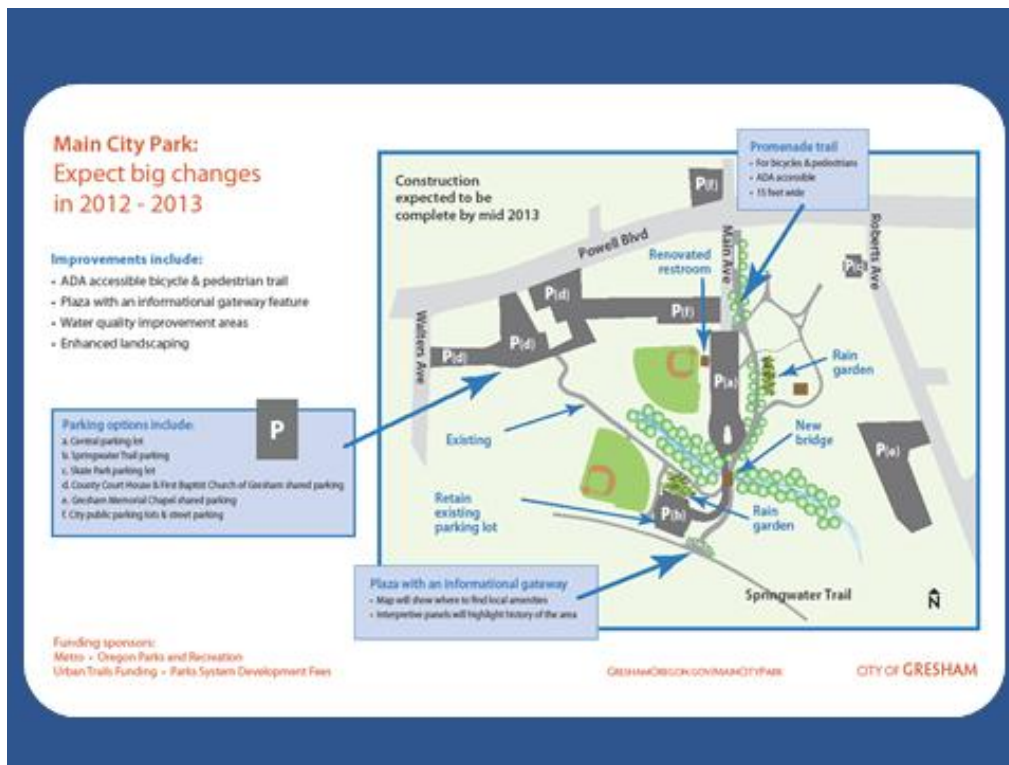 Main City Park:
Expect big changes
in 2012 - 2013
Improvements include:
• ADA accessible bicycle & pedestrian trail
• Plaza with an informational gateway feature
• Water quality improvement areas
• Enhanced landscaping
Parking options include:
a. Central parking lot
b. Springwater Trail parking
c. Skate Park parking lot
d. County Court House & First Baptist Church of Gresham shared parking
e. Gresham Memorial Chapel shared parking
f. City public parking lots & street parking
P
Funding sponsors:
Metro • Oregon Parks and Recreation
Urban Trails Funding • Parks System Development Fees
Construction
expected to be
complete by mid 2013
Promenade trail
• For bicycles & pedestrians
• ADA accessible
• 15 feet wide
P(f)
Powell Blvd
Main Ave
Roberts Ave
Renovated
restroom
P(d)
P(f)
Walters Ave
P(d)
P(d)
P(a)
Rain
garden
Existing
New
bridge
P(e)
Retain
existing
parking lot
P(b)
Rain
garden
Plaza with an informational gateway
• Map will show where to find local amenities
• Interpretive panels will highlight history of the area
Springwater Trail
N
GRESHAMOREGON.GOV/MAINCITYPARK
CITY OF GRESHAM